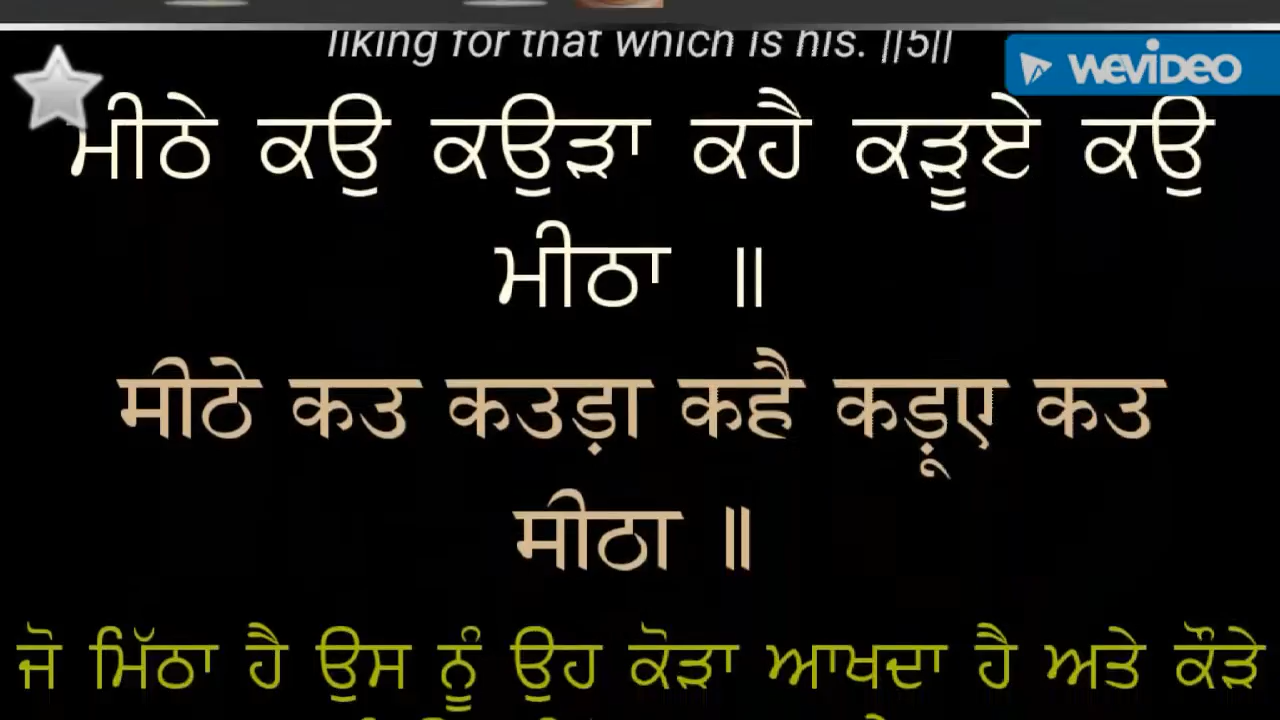 liking for that which is his. ||5||
WEVIDEO
ਮੀਠੇ ਕਉ ਕਉੜਾ ਕਹੈ ਕੜੂਏ ਕਉ
ਮੀਠਾ ॥
मीठे कउ कउड़ा कहै कड़ूए कउ
मीठा ॥
ਜੋ ਮਿੱਠਾ ਹੈ ਉਸ ਨੂੰ ਉਹ ਕੋੜਾ ਆਖਦਾ ਹੈ ਅਤੇ ਕੌੜੇ